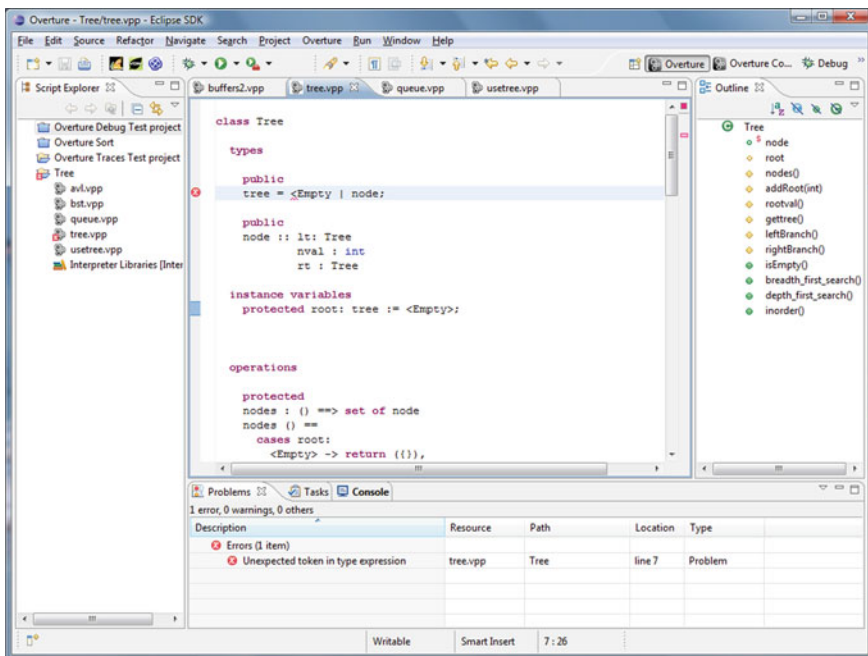 Overture - Tree/tree.vpp - Eclipse SDK
File Edit Source Refactor Navigate Search Project Overture Run Window Help
Overture Overture Co... Debug
Script Explorer
Overture Debug Test project
Overture Sort
Overture Traces Test project
Tree
avl.vpp
bst.vpp
queue.vpp
tree.vpp
usetree.vpp
Interpreter Libraries [Inter
buffers2.vpp tree.vpp queue.vpp usetree.vpp
class Tree
types
public
tree = <Empty | node;
public
node :: lt: Tree
nval : int
rt : Tree
instance variables
protected root: tree := <Empty>;
operations
protected
nodes : () ==> set of node
nodes () ==
cases root:
<Empty> -> return ({}),
Outline
Tree
S node
root
nodes()
addRoot(int)
rootval()
gettree()
leftBranch()
rightBranch()
isEmpty()
breadth_first_search()
depth_first_search()
inorder()
Problems Tasks Console
1 error, 0 warnings, 0 others
Description Resource Path Location Type
Errors (1 item)
Unexpected token in type expression tree.vpp Tree line 7 Problem
Writable Smart Insert 7 : 26